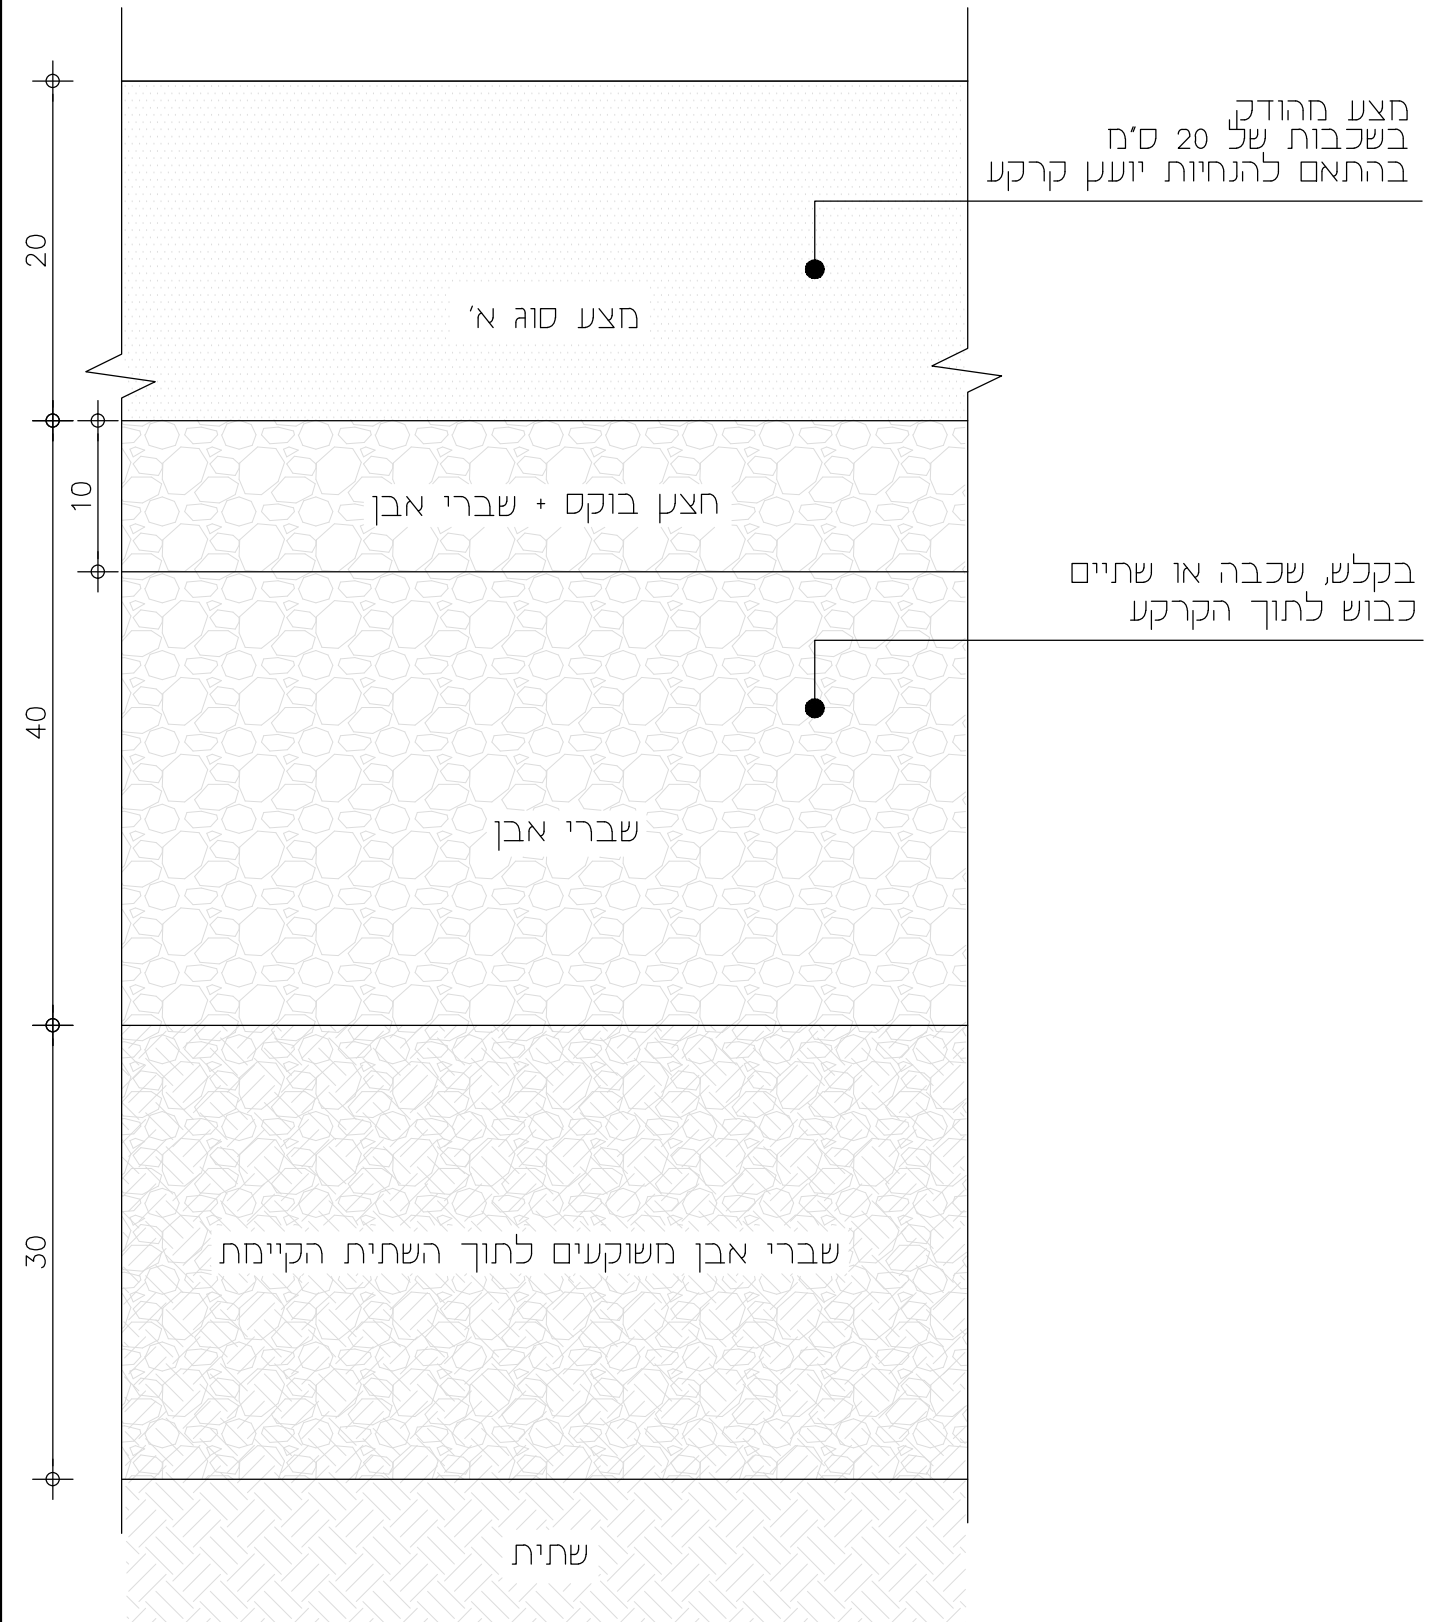 מצע מהודק
בשכבות של 20 ס"מ
בהתאם להנחיות יועץ קרקע
20
מצע סוג א'
10
חצץ בוקס + שברי אבן
בקלש, שכבה או שתיים
כבוש לתוך הקרקע
40
שברי אבן
30
שברי אבן משוקעים לתוך השתית הקיימת
שתית